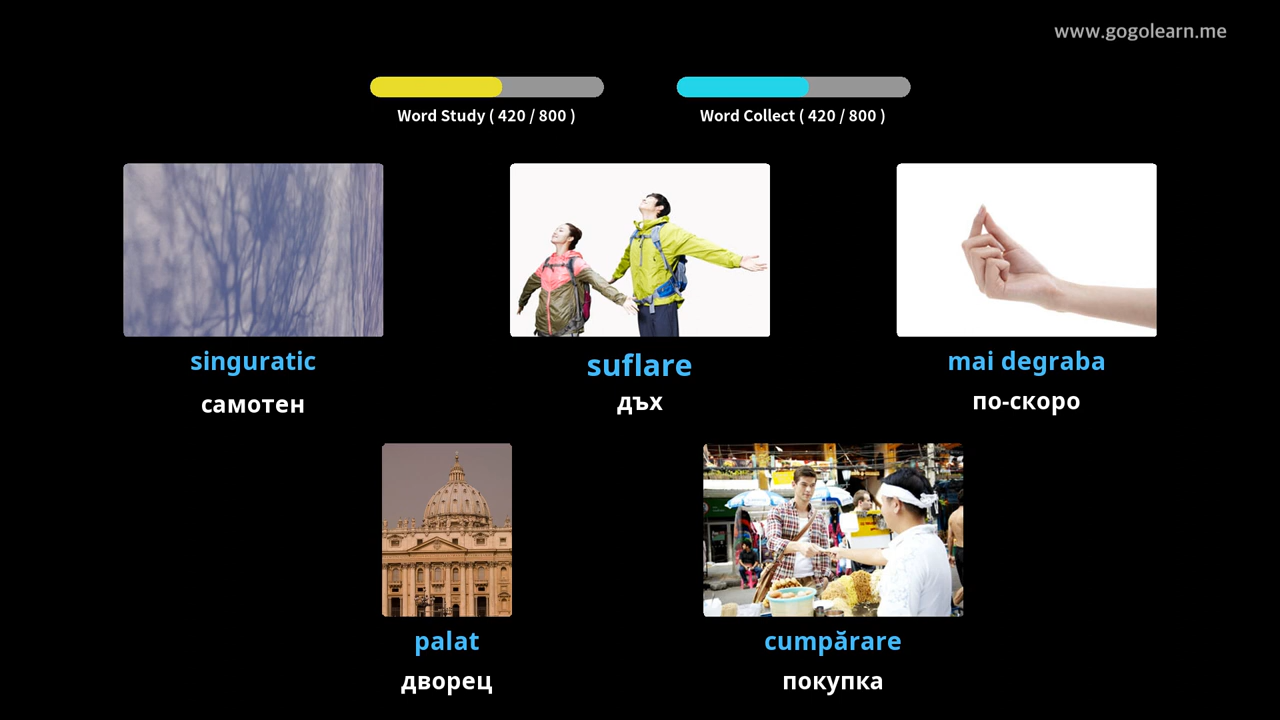 www.gogolearn.me
Word Study ( 420 / 800 )
Word Collect ( 420 / 800 )
singuratic
suflare
mai degraba
самотен
дъх
по-скоро
palat
cumpărare
дворец
покупка